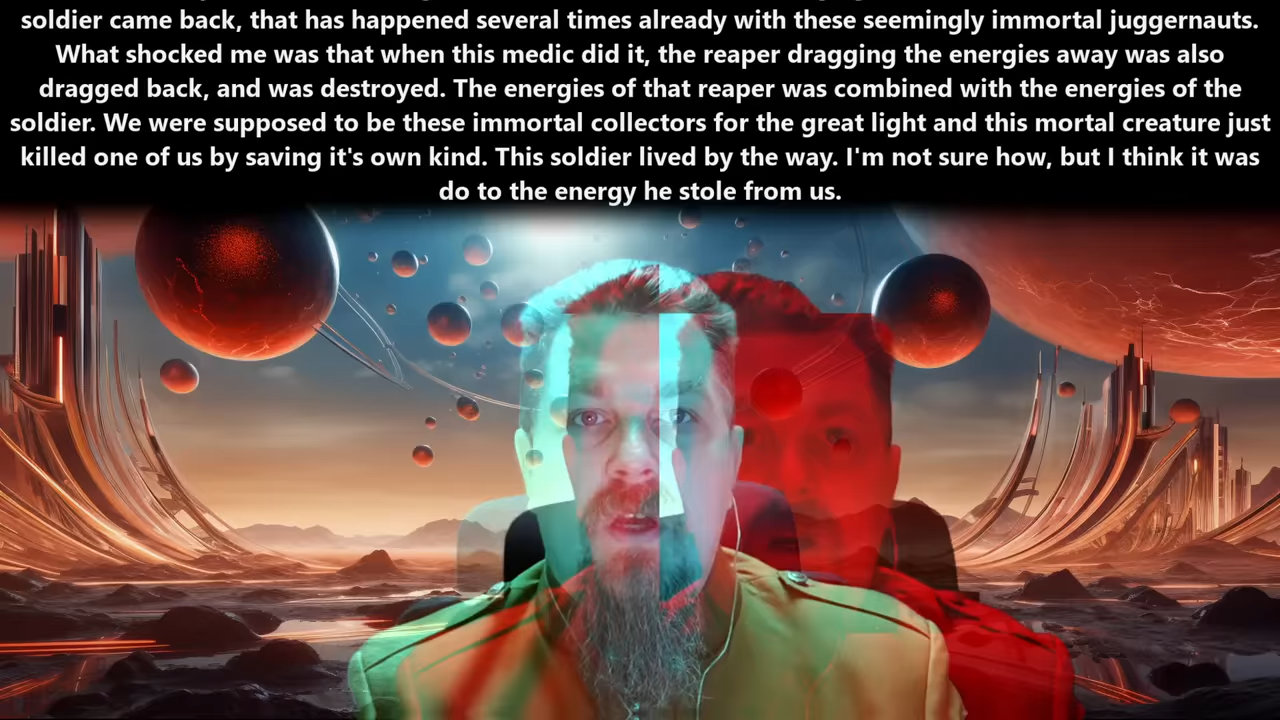 soldier came back, that has happened several times already with these seemingly immortal juggernauts.
What shocked me was that when this medic did it, the reaper dragging the energies away was also
dragged back, and was destroyed. The energies of that reaper was combined with the energies of the
soldier. We were supposed to be these immortal collectors for the great light and this mortal creature just
killed one of us by saving it's own kind. This soldier lived by the way. I'm not sure how, but I think it was
do to the energy he stole from us.